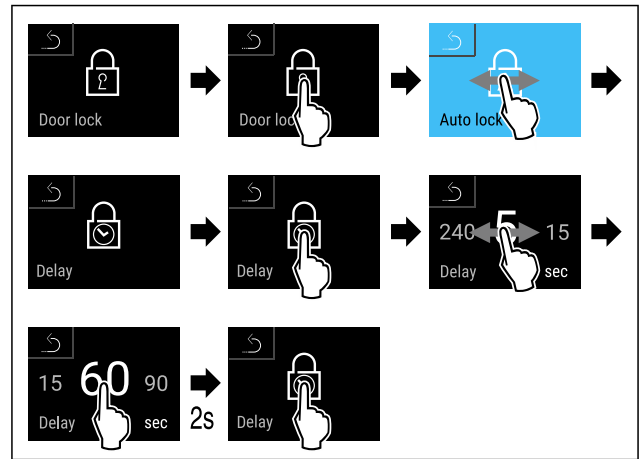 Door lock
Door loc
Auto lock
Delay
Delay
240 5 15
Delay sec
15 60 90
Delay sec
2s
Delay